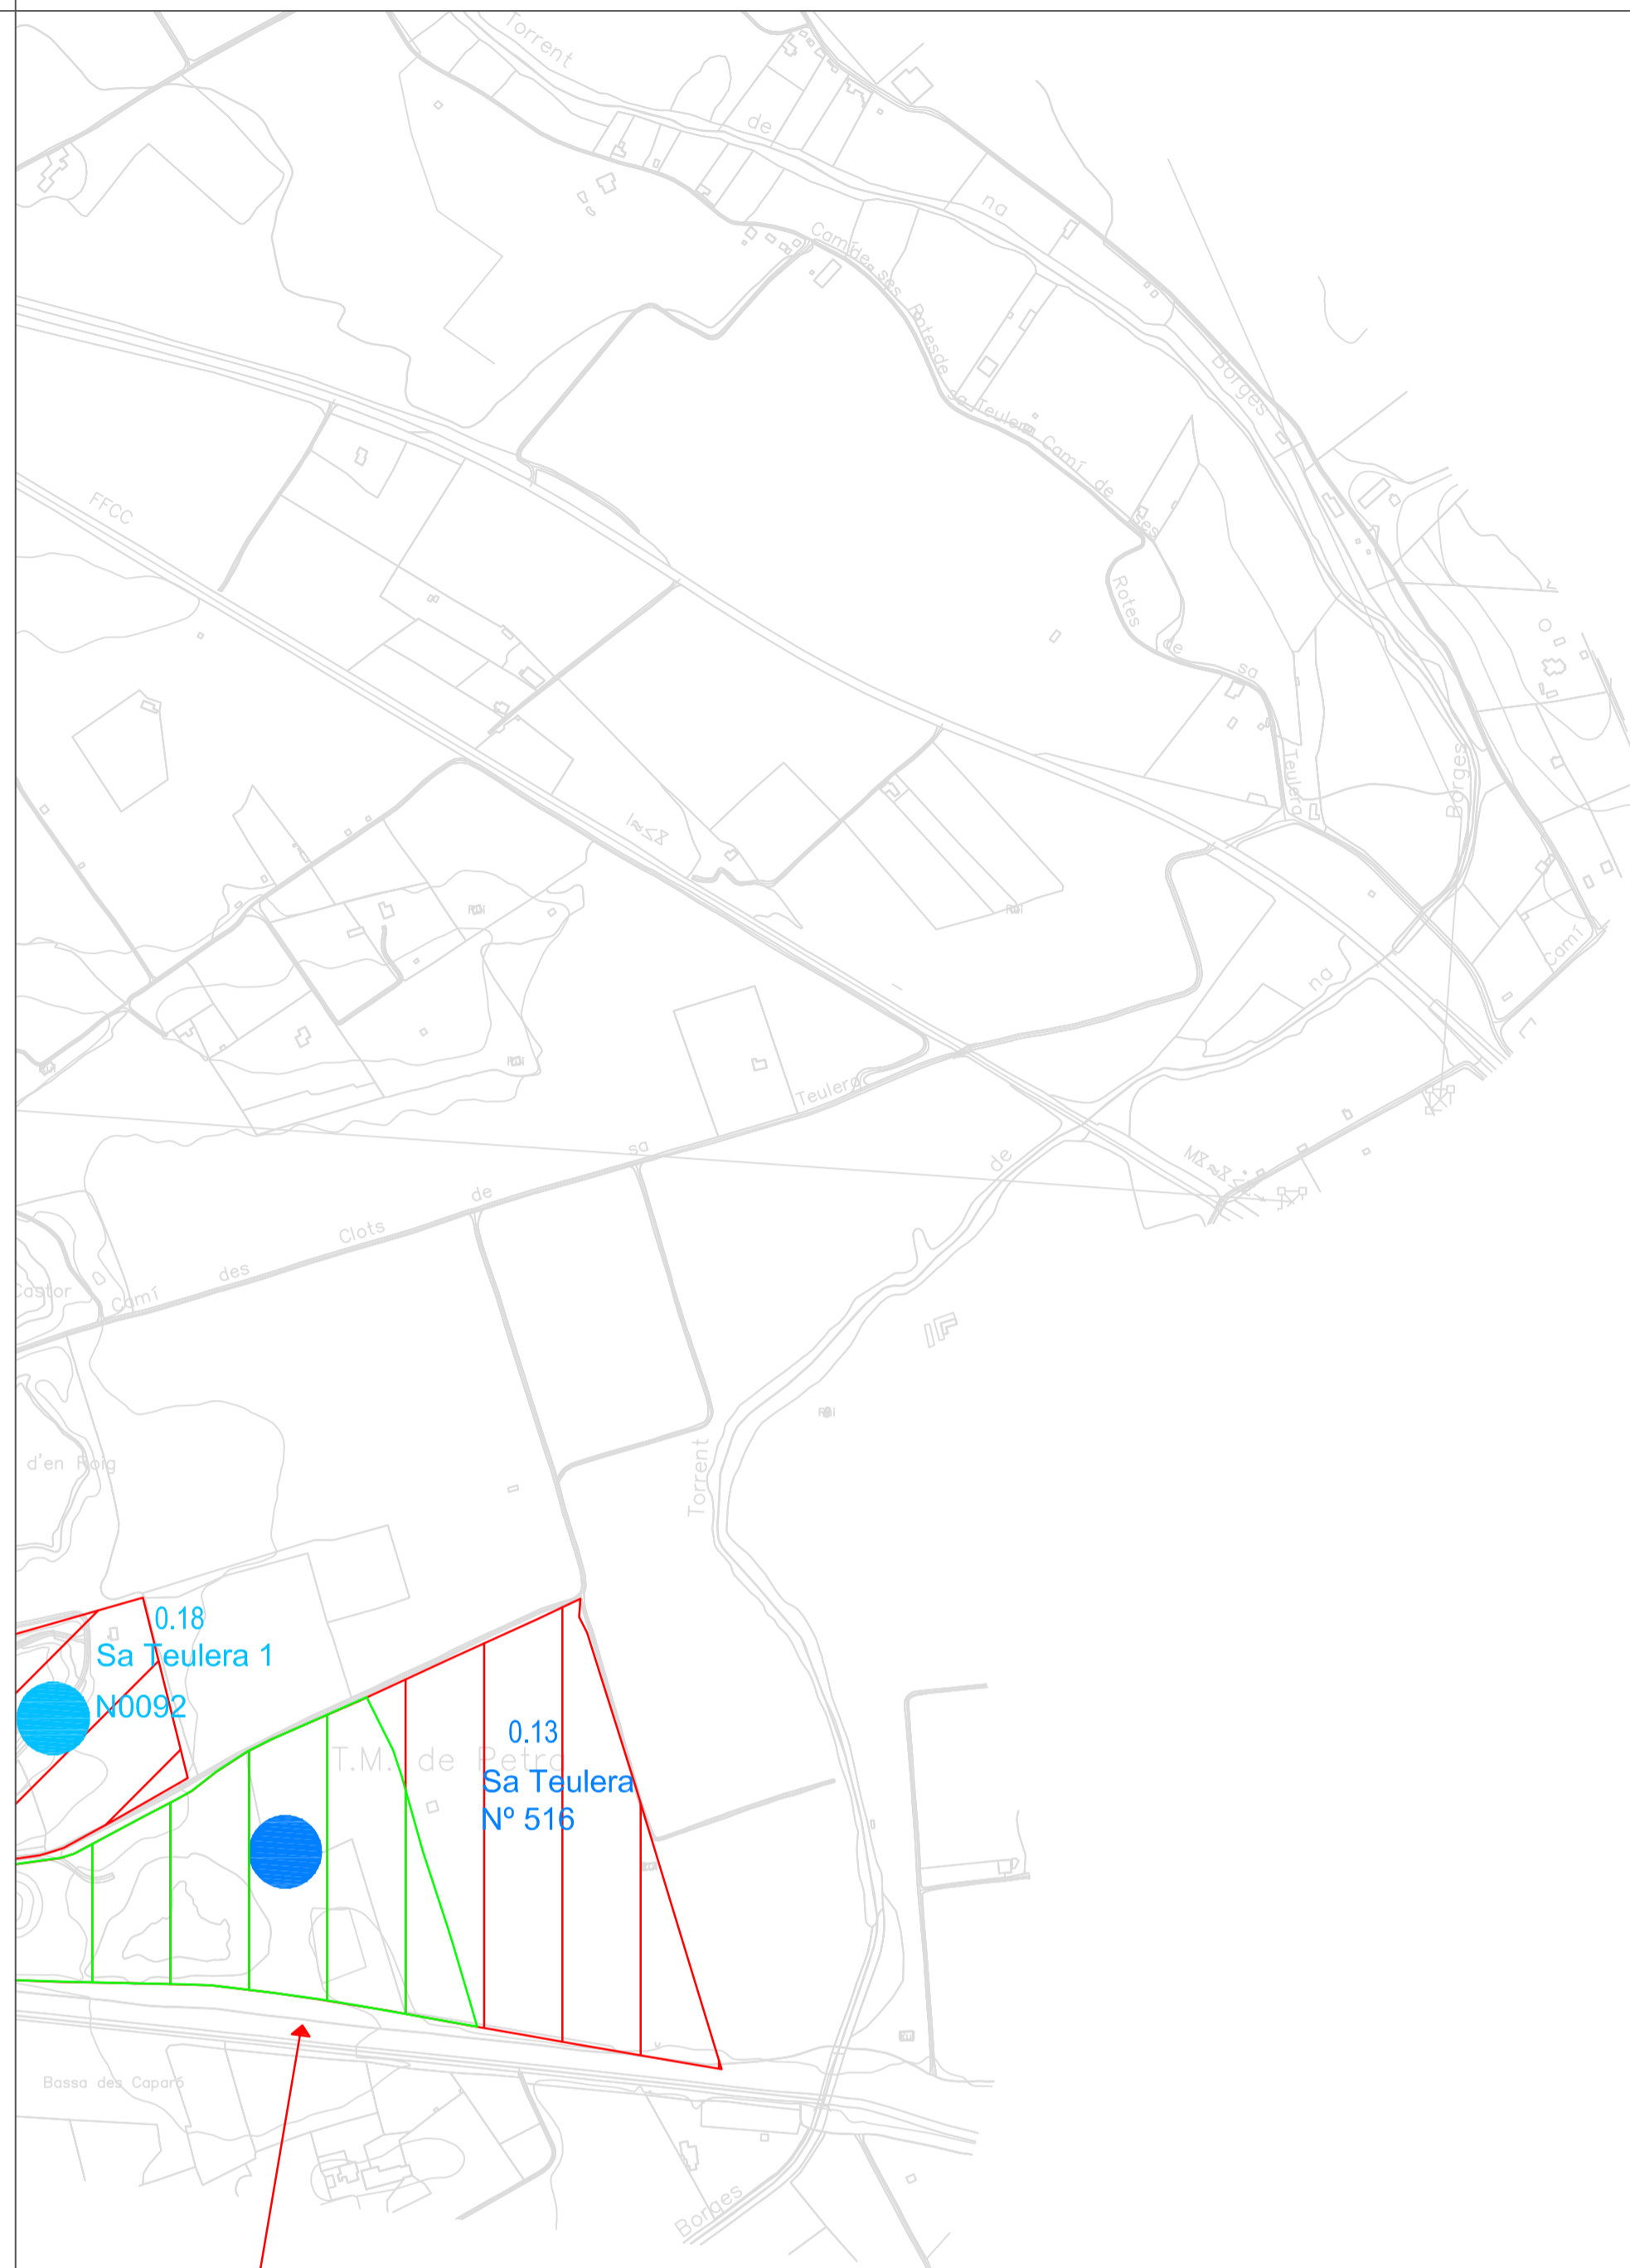 Torrent
de
na
Borges
Camí de ses Rotes de
sa Teulera
Camí de ses
Rotes de sa
Teulera
FFCC
Borges
Camí
na
Teulera
sa
de
de
Clots
des
Camí
Castor
d'en Roig
Torrent
0.18
Sa Teulera 1
N0092
T.M. de Petra
0.13
Sa Teulera
Nº 516
Bassa des Caparó
Borges